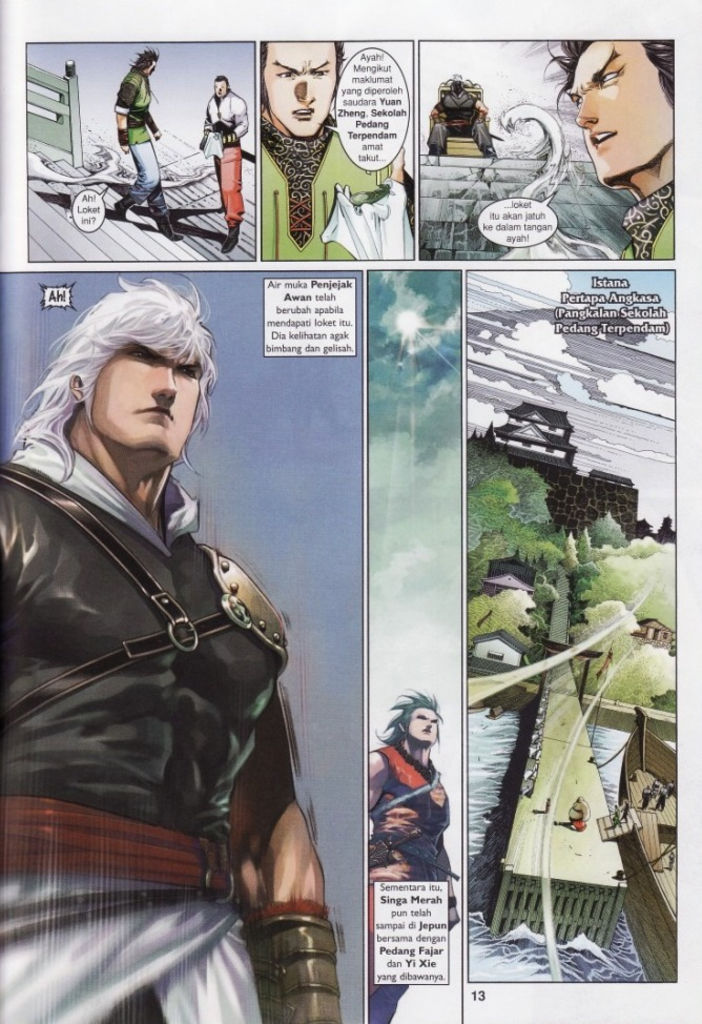 Ah!
Loket
ini?
Ayah!
Mengikut
maklumat
yang diperoleh
saudara Yuan
Zheng, Sekolah
Pedang
Terpendam
amat
takut...
...loket
itu akan jatuh
ke dalam tangan
ayah!
Ah!
Air muka Penjejak
Awan telah
berubah apabila
mendapati loket itu.
Dia kelihatan agak
bimbang dan gelisah.
Sementara itu,
Singa Merah
pun telah
sampai di Jepun
bersama dengan
Pedang Fajar
dan Yi Xie
yang dibawanya.
Istana
Pertapa Angkasa
(Pangkalan Sekolah
Pedang Terpendam)
13